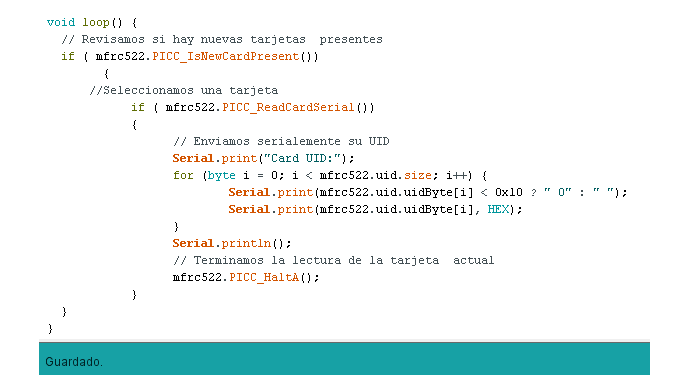 void loop() {
// Revisamos si hay nuevas tarjetas  presentes
if ( mfrc522.PICC_IsNewCardPresent())
{
//Seleccionamos una tarjeta
if ( mfrc522.PICC_ReadCardSerial())
{
// Enviamos serialemente su UID
Serial.print("Card UID:");
for (byte i = 0; i < mfrc522.uid.size; i++) {
Serial.print(mfrc522.uid.uidByte[i] < 0x10 ? " 0" : " ");
Serial.print(mfrc522.uid.uidByte[i], HEX);
}
Serial.println();
// Terminamos la lectura de la tarjeta  actual
mfrc522.PICC_HaltA();
}
}
}
Guardado.